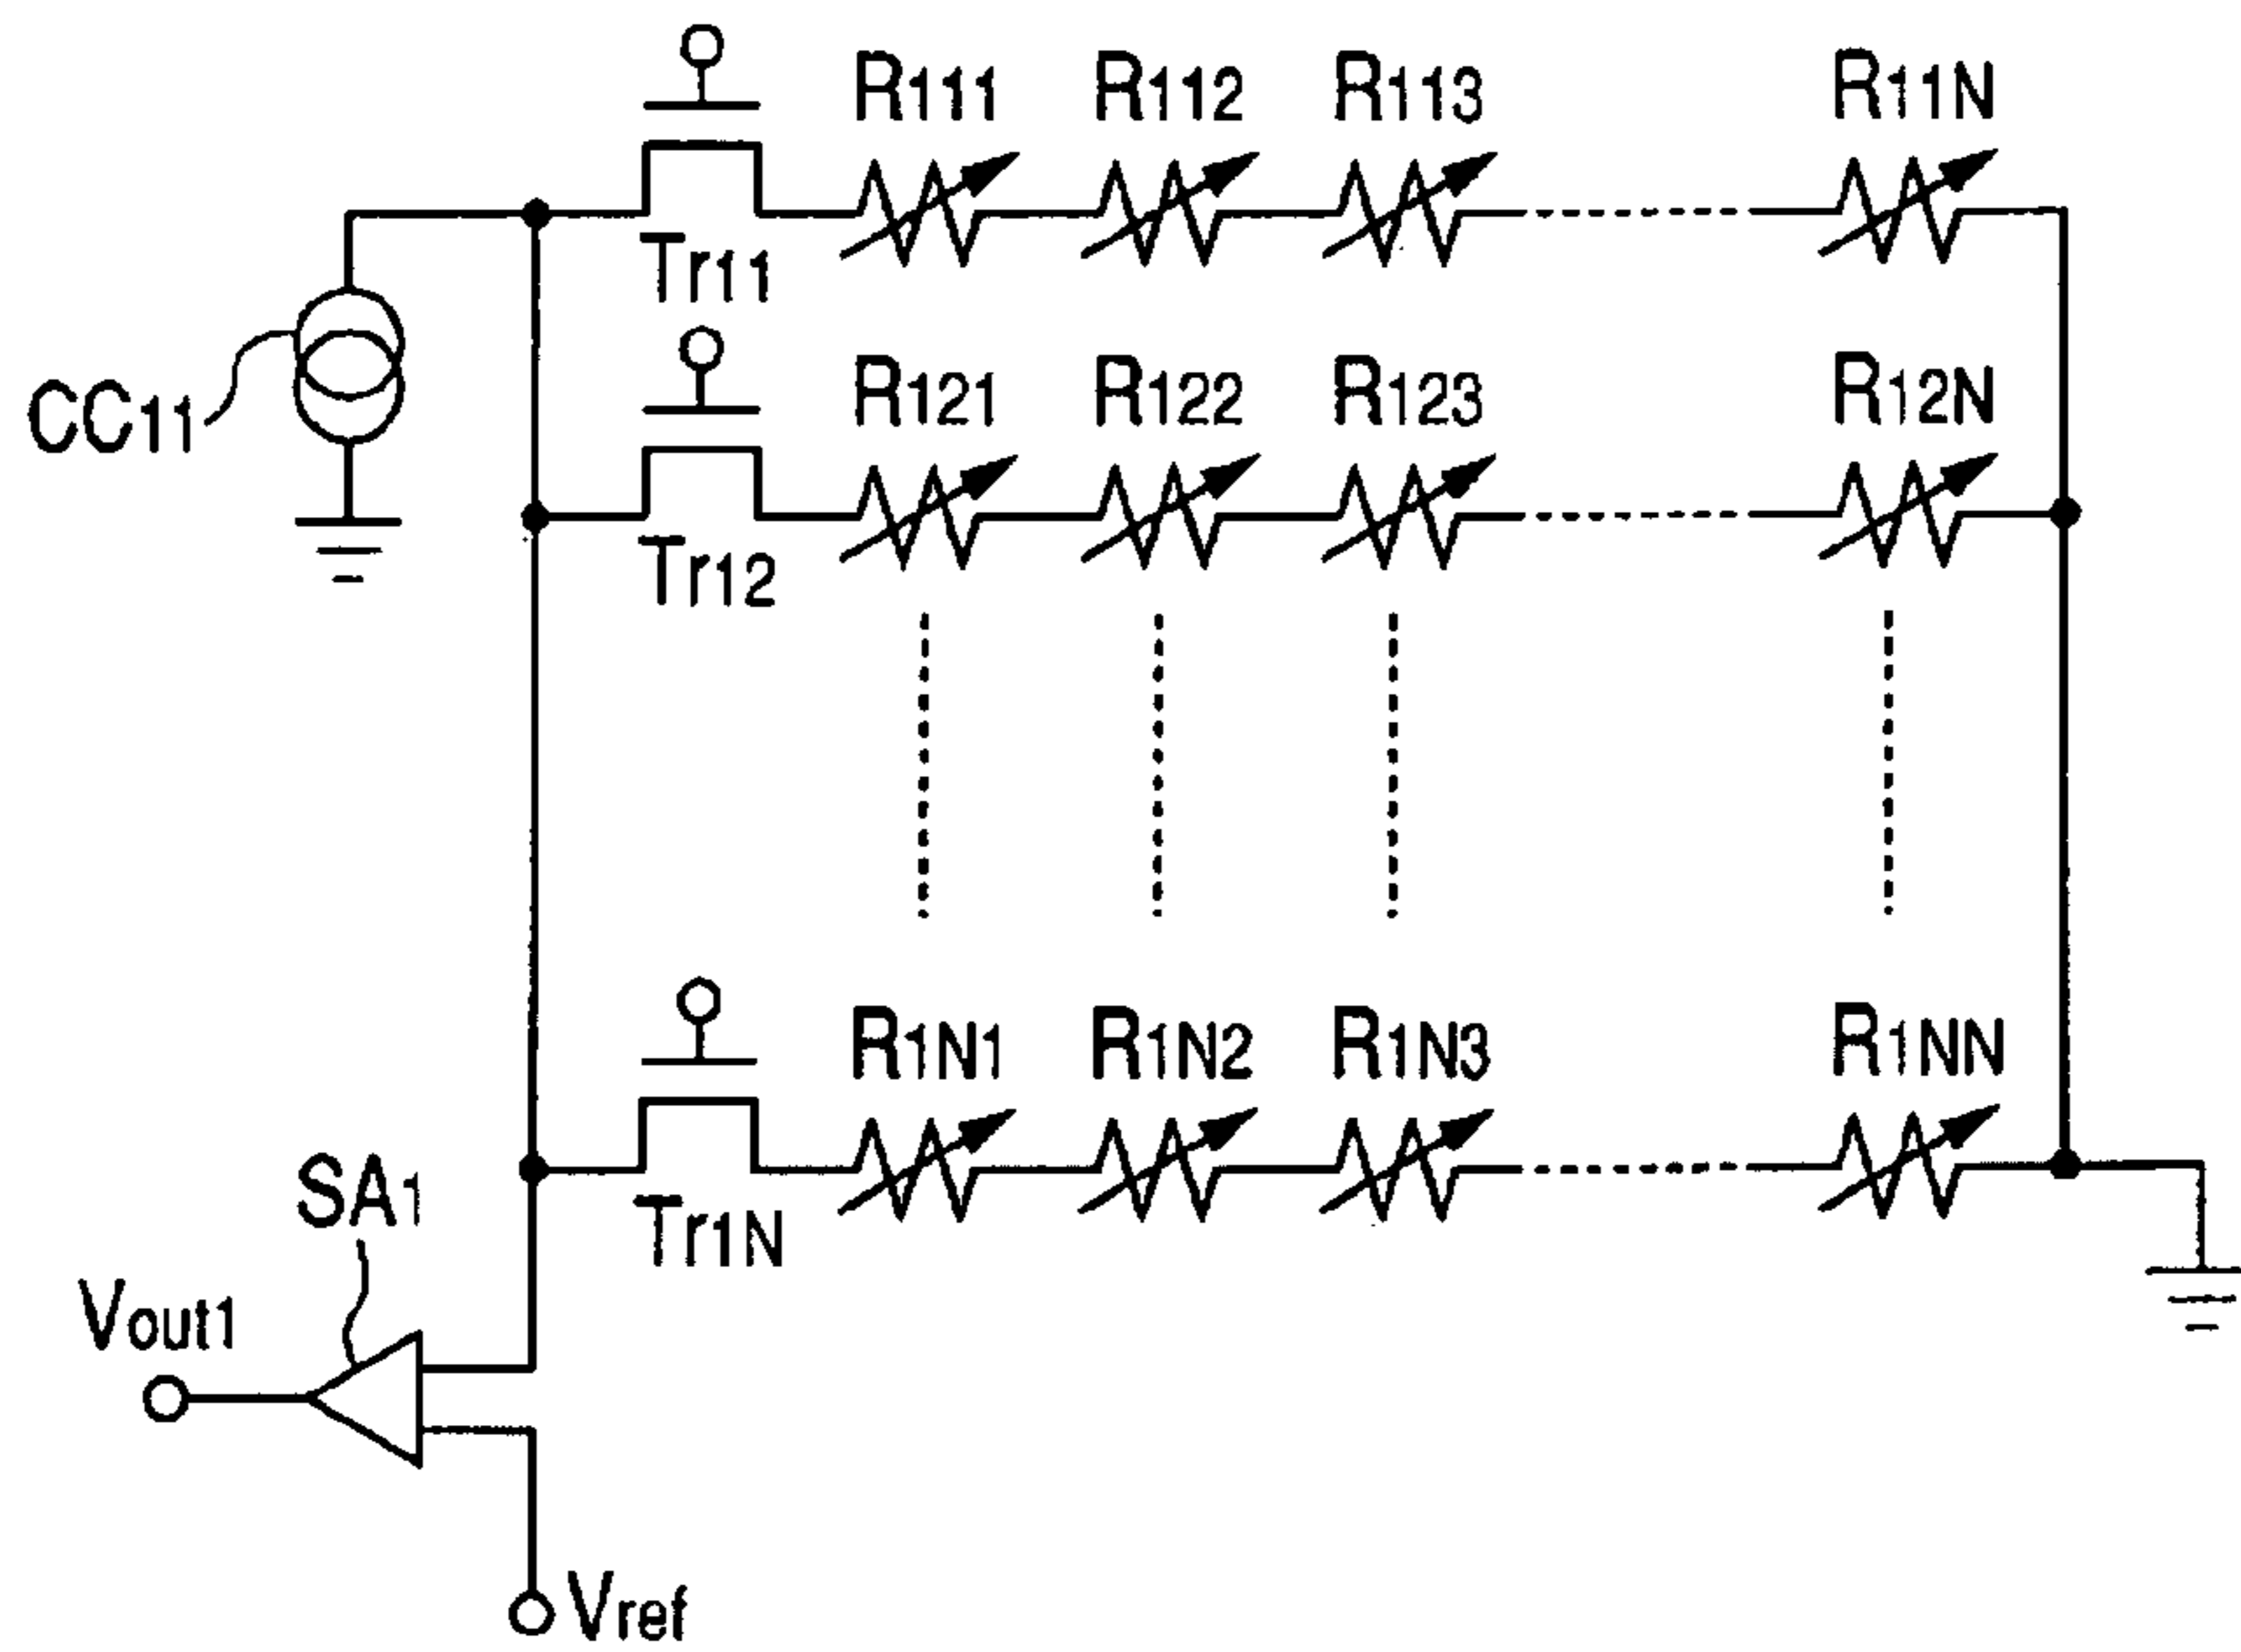 R111 R112 R113 R11N
Tr11
CC11
R121 R122 R123 R12N
Tr12
R1N1 R1N2 R1N3 R1NN
Tr1N
SA1
Vout1
Vref